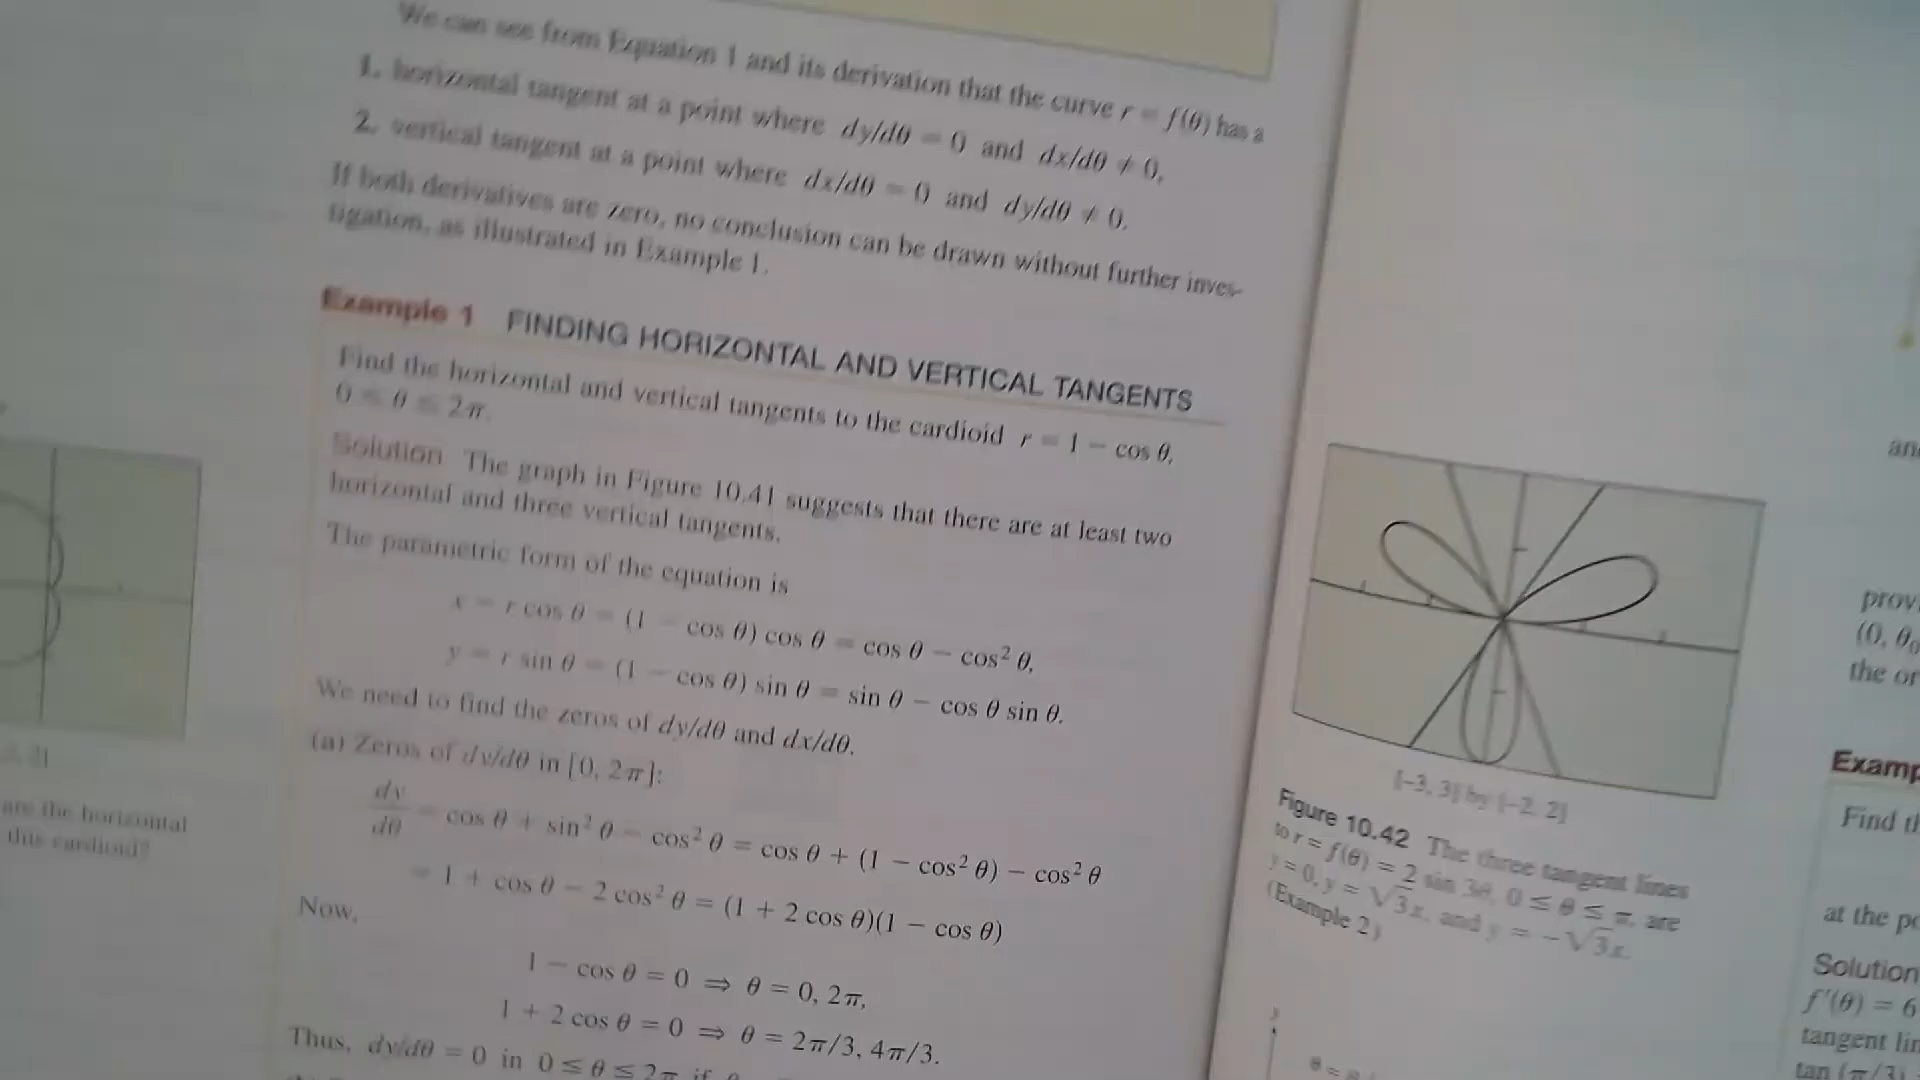 We can see from Equation 1 and its derivation that the curve r = f(θ) has a
1. horizontal tangent at a point where dy/dθ = 0 and dx/dθ ≠ 0,
2. vertical tangent at a point where dx/dθ = 0 and dy/dθ ≠ 0.
If both derivatives are zero, no conclusion can be drawn without further inves-
tigation, as illustrated in Example 1.
Example 1 FINDING HORIZONTAL AND VERTICAL TANGENTS
Find the horizontal and vertical tangents to the cardioid r = 1 − cos θ,
0 ≤ θ ≤ 2π.
Solution The graph in Figure 10.41 suggests that there are at least two
horizontal and three vertical tangents.
The parametric form of the equation is
x = r cos θ = (1 − cos θ) cos θ = cos θ − cos² θ,
y = r sin θ = (1 − cos θ) sin θ = sin θ − cos θ sin θ.
We need to find the zeros of dy/dθ and dx/dθ.
(a) Zeros of dy/dθ in [0, 2π]:
dy/dθ = cos θ + sin² θ − cos² θ = cos θ + (1 − cos² θ) − cos² θ
= 1 + cos θ − 2 cos² θ = (1 + 2 cos θ)(1 − cos θ)
Now,
1 − cos θ = 0 ⇒ θ = 0, 2π,
1 + 2 cos θ = 0 ⇒ θ = 2π/3, 4π/3.
Thus, dy/dθ = 0 in 0 ≤ θ ≤ 2π if
are the horizontal
this cardioid?
[−3, 3] by [−2, 2]
Figure 10.42 The three tangent lines
to r = f(θ) = 2 sin 3θ, 0 ≤ θ ≤ π, are
y = 0, y = √3x, and y = −√3x.
(Example 2)
y
prov
(0, θ₀
the or
Examp
Find th
at the po
Solution
f′(θ) = 6
tangent lin
tan (π/3)